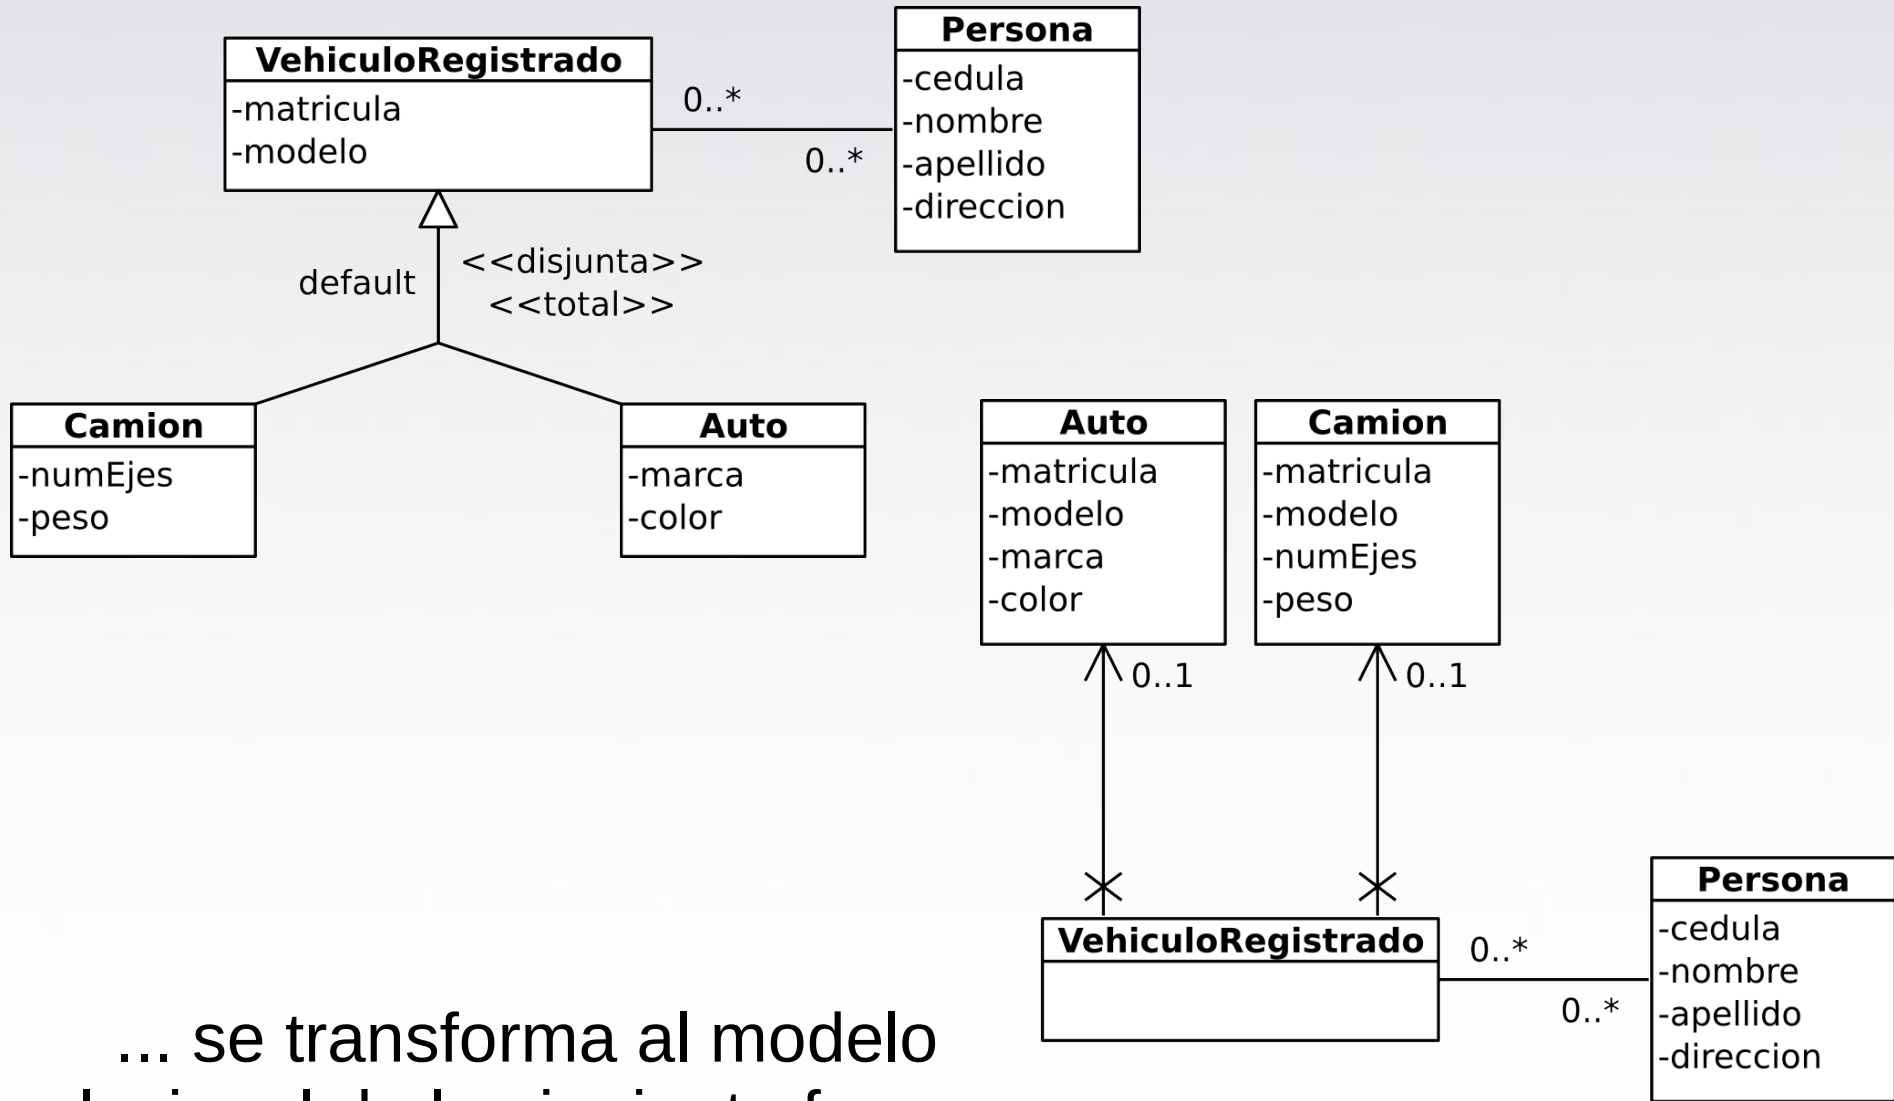 VehiculoRegistrado
-matricula
-modelo
0..*
0..*
Persona
-cedula
-nombre
-apellido
-direccion
default
<<disjunta>>
<<total>>
Camion
-numEjes
-peso
Auto
-marca
-color
Auto
-matricula
-modelo
-marca
-color
0..1
Camion
-matricula
-modelo
-numEjes
-peso
0..1
VehiculoRegistrado
0..*
0..*
Persona
-cedula
-nombre
-apellido
-direccion
... se transforma al modelo